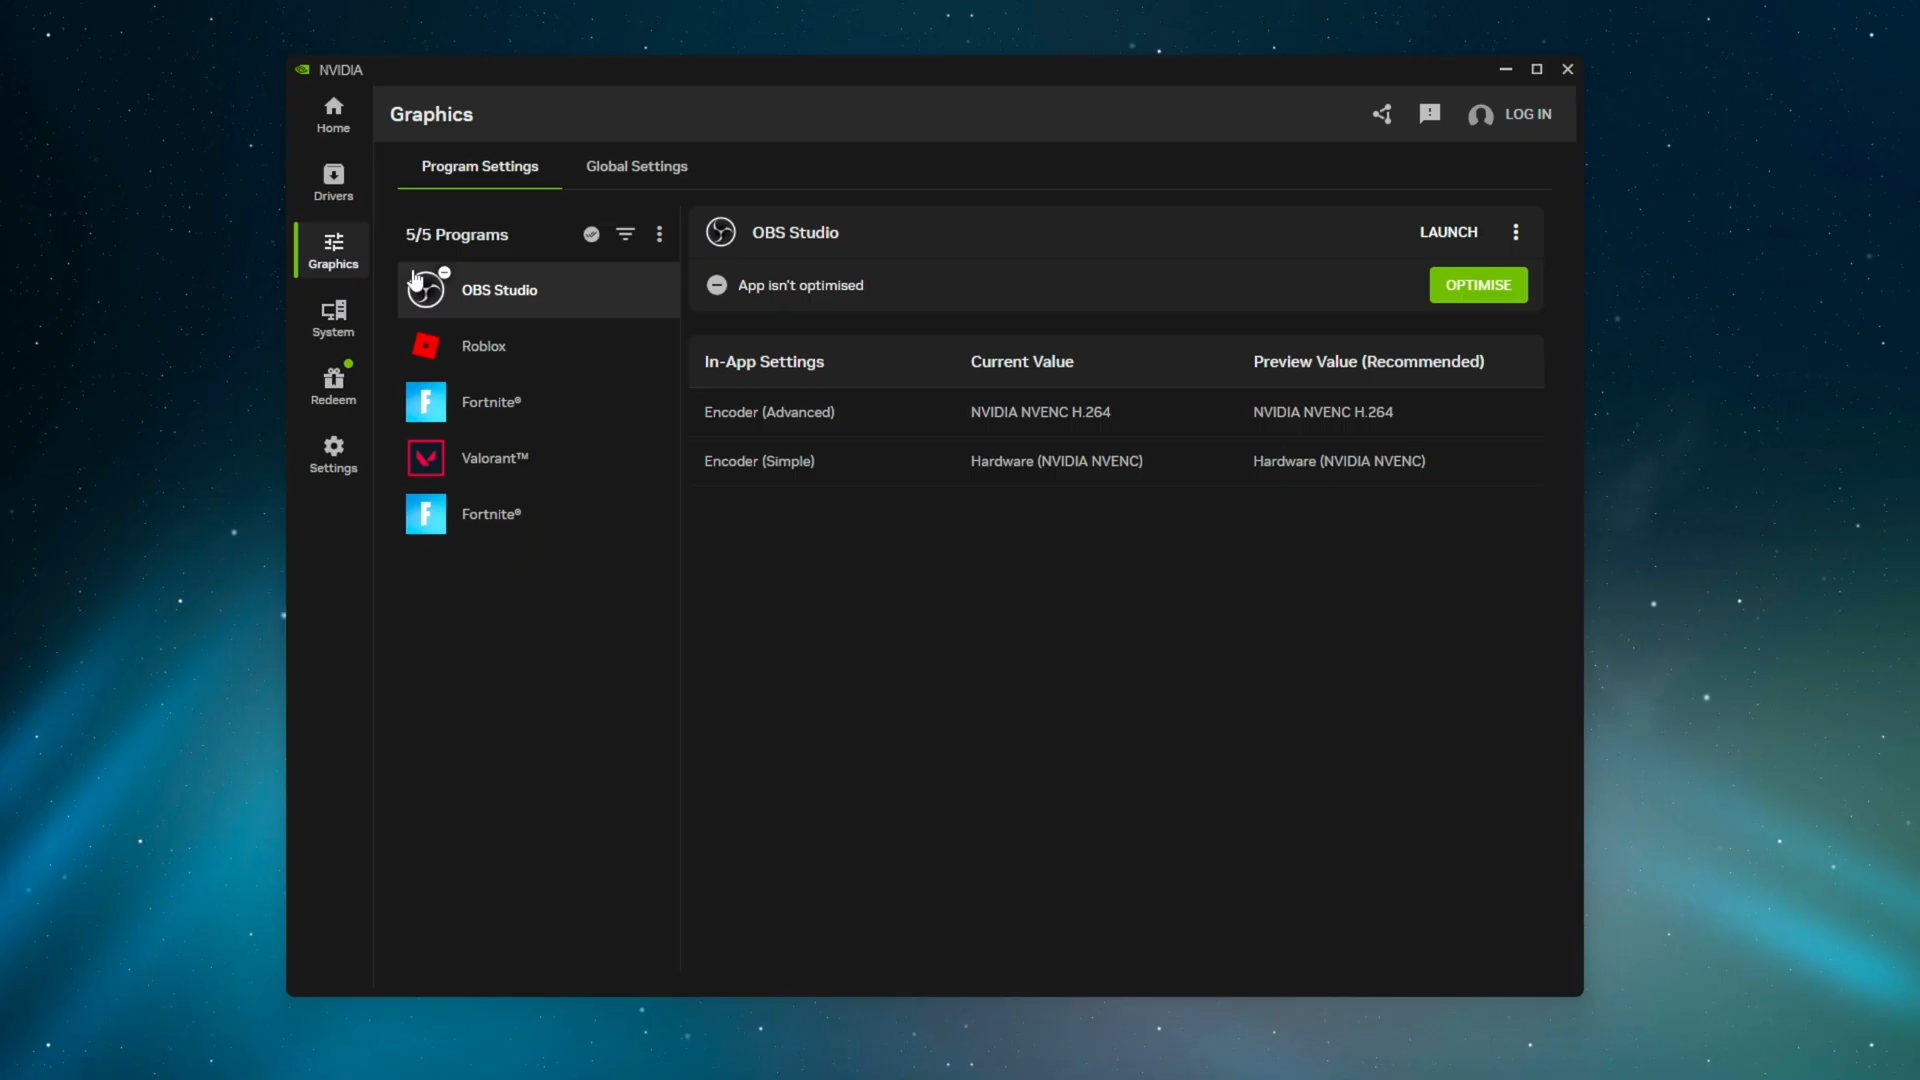 NVIDIA
Home
Drivers
Graphics
System
Redeem
Settings
Graphics
LOG IN
Program Settings
Global Settings
5/5 Programs
OBS Studio
Roblox
Fortnite®
Valorant™
Fortnite®
OBS Studio
LAUNCH
App isn't optimised
OPTIMISE
In-App Settings Current Value Preview Value (Recommended)
Encoder (Advanced) NVIDIA NVENC H.264 NVIDIA NVENC H.264
Encoder (Simple) Hardware (NVIDIA NVENC) Hardware (NVIDIA NVENC)